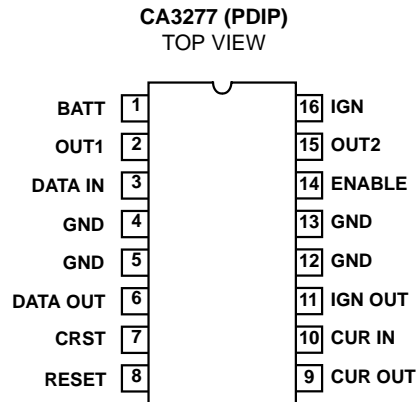 CA3277 (PDIP)
TOP VIEW
BATT 1 16 IGN
OUT1 2 15 OUT2
DATA IN 3 14 ENABLE
GND 4 13 GND
GND 5 12 GND
DATA OUT 6 11 IGN OUT
CRST 7 10 CUR IN
RESET 8 9 CUR OUT